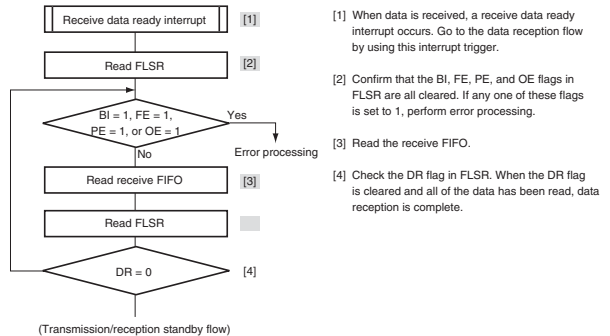 Receive data ready interrupt
[1]
Read FLSR
[2]
BI = 1, FE = 1,
PE = 1, or OE = 1
Yes
No
Error processing
Read receive FIFO
[3]
Read FLSR
DR = 0
[4]
(Transmission/reception standby flow)
[1] When data is received, a receive data ready
interrupt occurs. Go to the data reception flow
by using this interrupt trigger.
[2] Confirm that the BI, FE, PE, and OE flags in
FLSR are all cleared. If any one of these flags
is set to 1, perform error processing.
[3] Read the receive FIFO.
[4] Check the DR flag in FLSR. When the DR flag
is cleared and all of the data has been read, data
reception is complete.